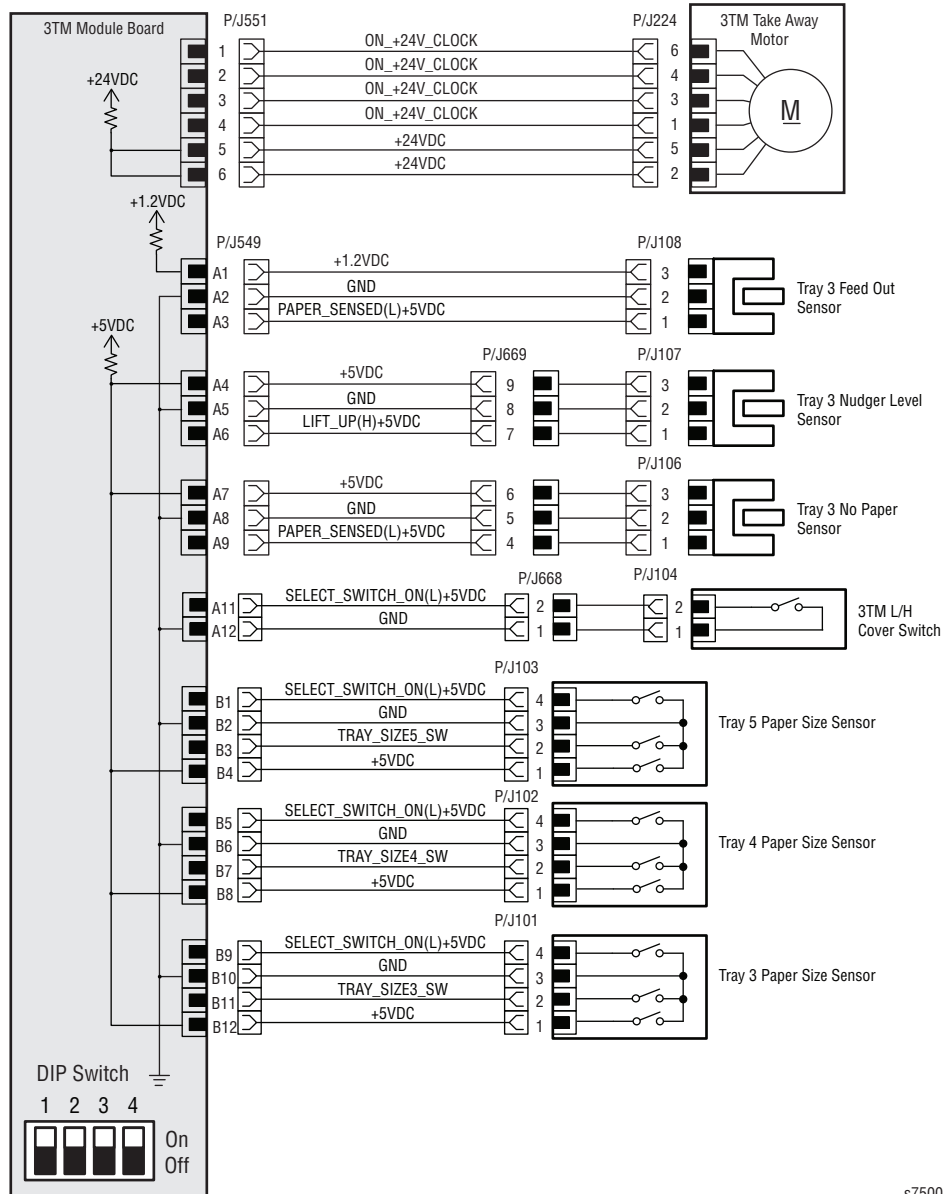 3TM Module Board
P/J551
P/J224
3TM Take Away
Motor
+24VDC
1 ON_+24V_CLOCK 6
2 ON_+24V_CLOCK 4
3 ON_+24V_CLOCK 3
4 ON_+24V_CLOCK 1
5 +24VDC 5
6 +24VDC 2
M
+1.2VDC
P/J549
P/J108
A1 +1.2VDC 3
A2 GND 2
A3 PAPER_SENSED(L)+5VDC 1
Tray 3 Feed Out
Sensor
+5VDC
P/J669
P/J107
A4 +5VDC 9 3
A5 GND 8 2
A6 LIFT_UP(H)+5VDC 7 1
Tray 3 Nudger Level
Sensor
P/J106
A7 +5VDC 6 3
A8 GND 5 2
A9 PAPER_SENSED(L)+5VDC 4 1
Tray 3 No Paper
Sensor
P/J668
P/J104
A11 SELECT_SWITCH_ON(L)+5VDC 2 2
A12 GND 1 1
3TM L/H
Cover Switch
P/J103
B1 SELECT_SWITCH_ON(L)+5VDC 4
B2 GND 3
B3 TRAY_SIZE5_SW 2
B4 +5VDC 1
Tray 5 Paper Size Sensor
P/J102
B5 SELECT_SWITCH_ON(L)+5VDC 4
B6 GND 3
B7 TRAY_SIZE4_SW 2
B8 +5VDC 1
Tray 4 Paper Size Sensor
P/J101
B9 SELECT_SWITCH_ON(L)+5VDC 4
B10 GND 3
B11 TRAY_SIZE3_SW 2
B12 +5VDC 1
Tray 3 Paper Size Sensor
DIP Switch
1 2 3 4
On
Off